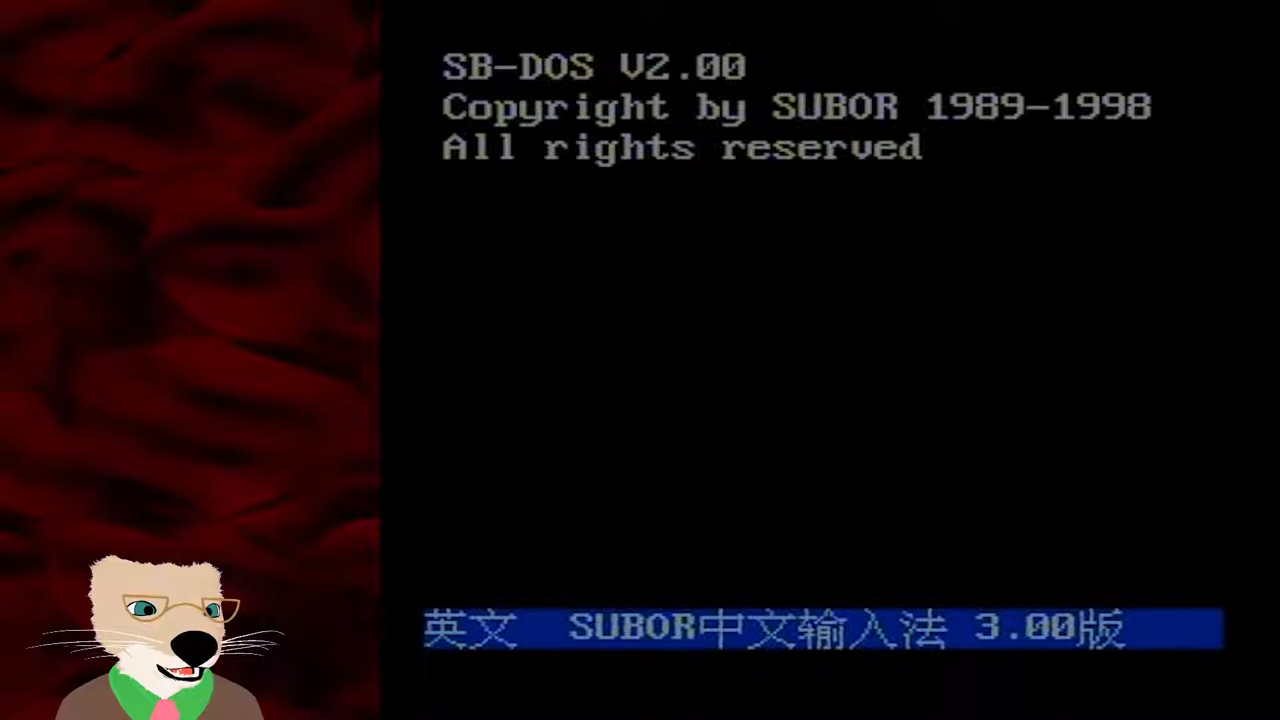 SB-DOS V2.00
Copyright by SUBOR 1989-1998
All rights reserved
英文 SUBOR中文输入法 3.00版